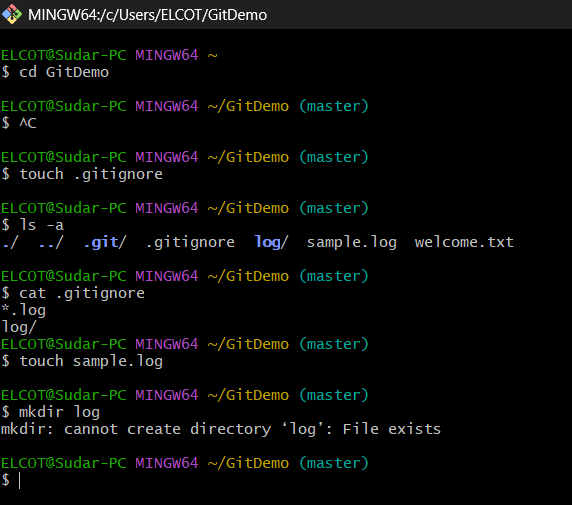 MINGW64:/c/Users/ELCOT/GitDemo
ELCOT@Sudar-PC MINGW64 ~
$ cd GitDemo
ELCOT@Sudar-PC MINGW64 ~/GitDemo (master)
$ ^C
ELCOT@Sudar-PC MINGW64 ~/GitDemo (master)
$ touch .gitignore
ELCOT@Sudar-PC MINGW64 ~/GitDemo (master)
$ ls -a
./  ../  .git/  .gitignore  log/  sample.log  welcome.txt
ELCOT@Sudar-PC MINGW64 ~/GitDemo (master)
$ cat .gitignore
*.log
log/
ELCOT@Sudar-PC MINGW64 ~/GitDemo (master)
$ touch sample.log
ELCOT@Sudar-PC MINGW64 ~/GitDemo (master)
$ mkdir log
mkdir: cannot create directory ‘log’: File exists
ELCOT@Sudar-PC MINGW64 ~/GitDemo (master)
$